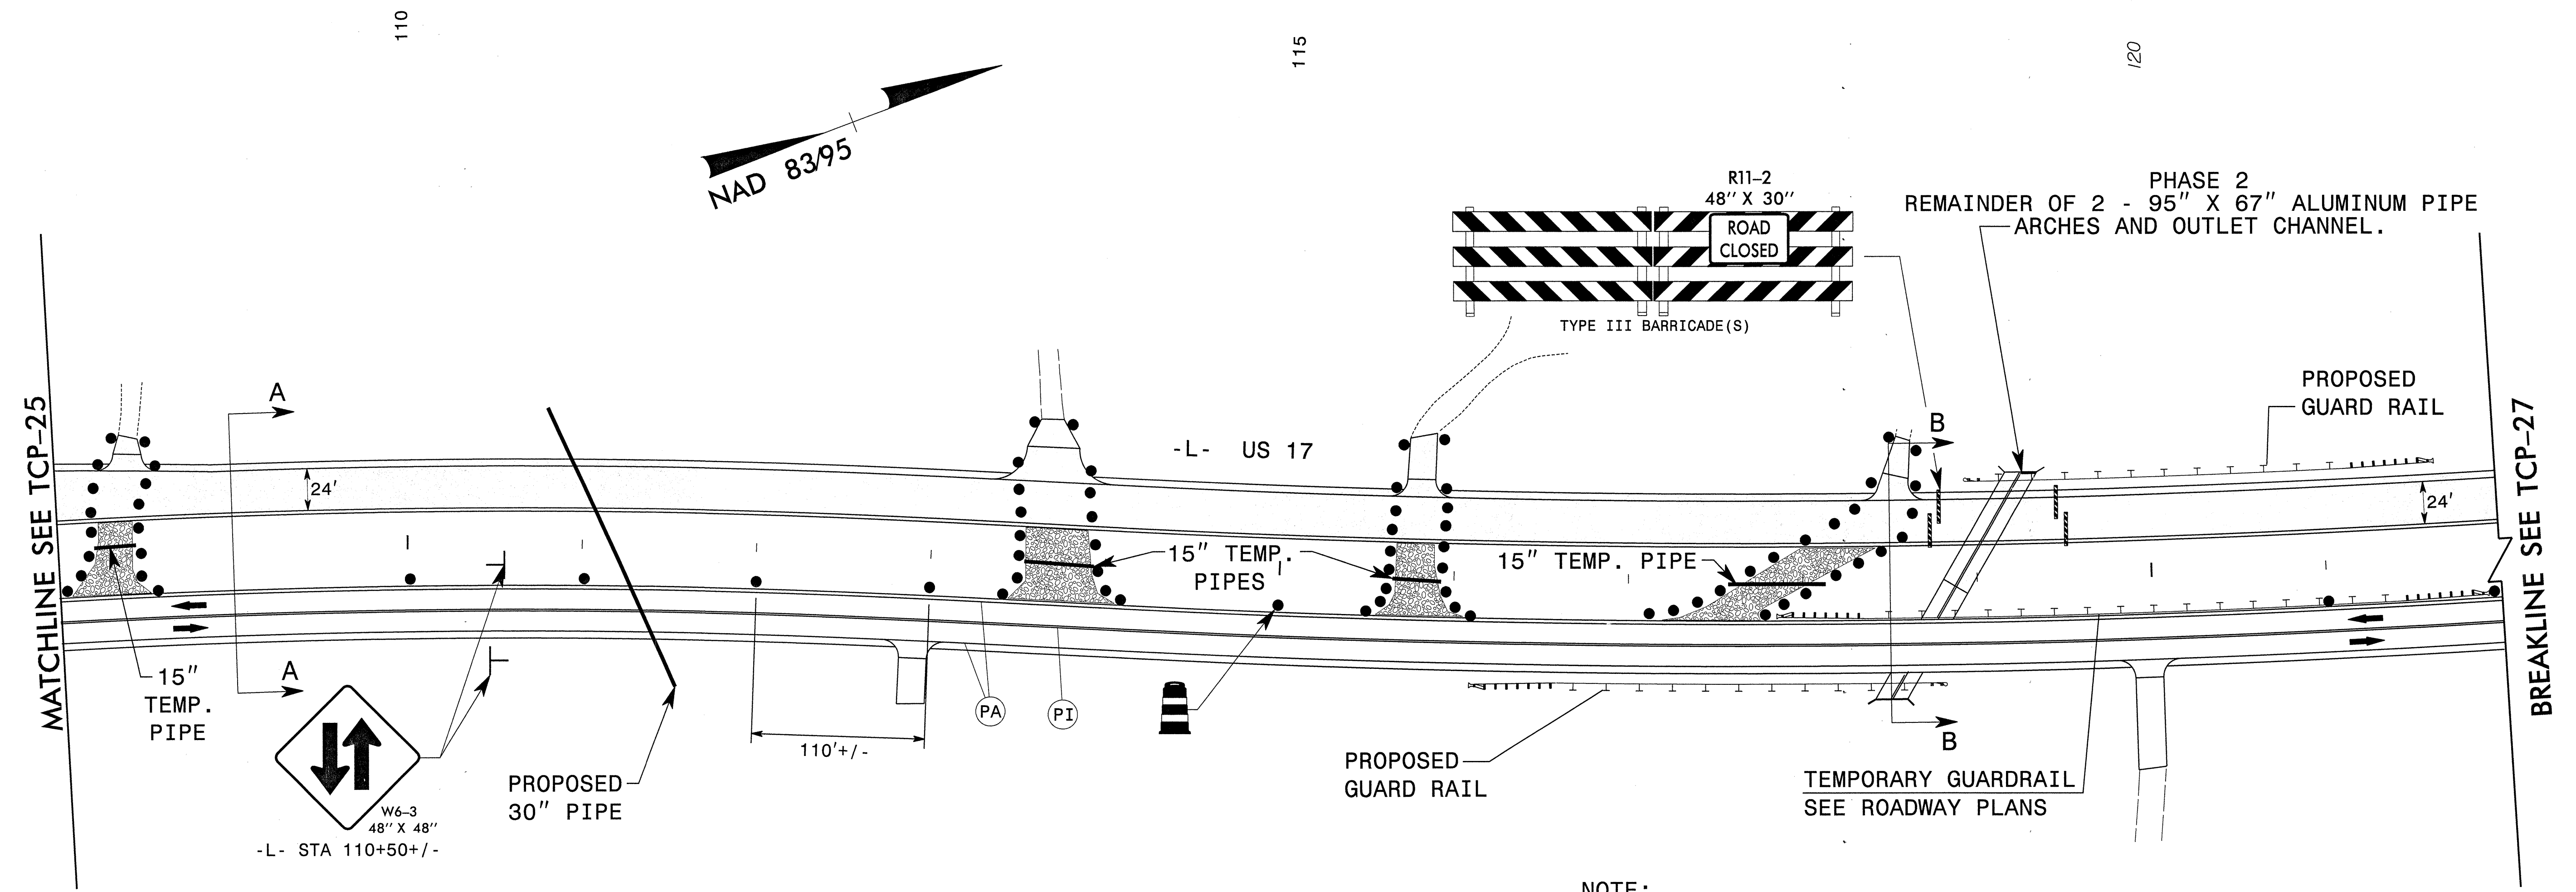 110
115
120
NAD 83/95
R11-2
48" X 30"
ROAD
CLOSED
TYPE III BARRICADE(S)
PHASE 2
REMAINDER OF 2 - 95" X 67" ALUMINUM PIPE
ARCHES AND OUTLET CHANNEL.
PROPOSED
GUARD RAIL
MATCHLINE SEE TCP-25
BREAKLINE SEE TCP-27
A
B
-L- US 17
24'
24'
15" TEMP.
PIPES
15" TEMP. PIPE
15"
TEMP.
PIPE
A
B
W6-3
48" X 48"
-L- STA 110+50+/-
PROPOSED
30" PIPE
110'+/-
PA
PI
PROPOSED
GUARD RAIL
TEMPORARY GUARDRAIL
SEE ROADWAY PLANS
NOTE: